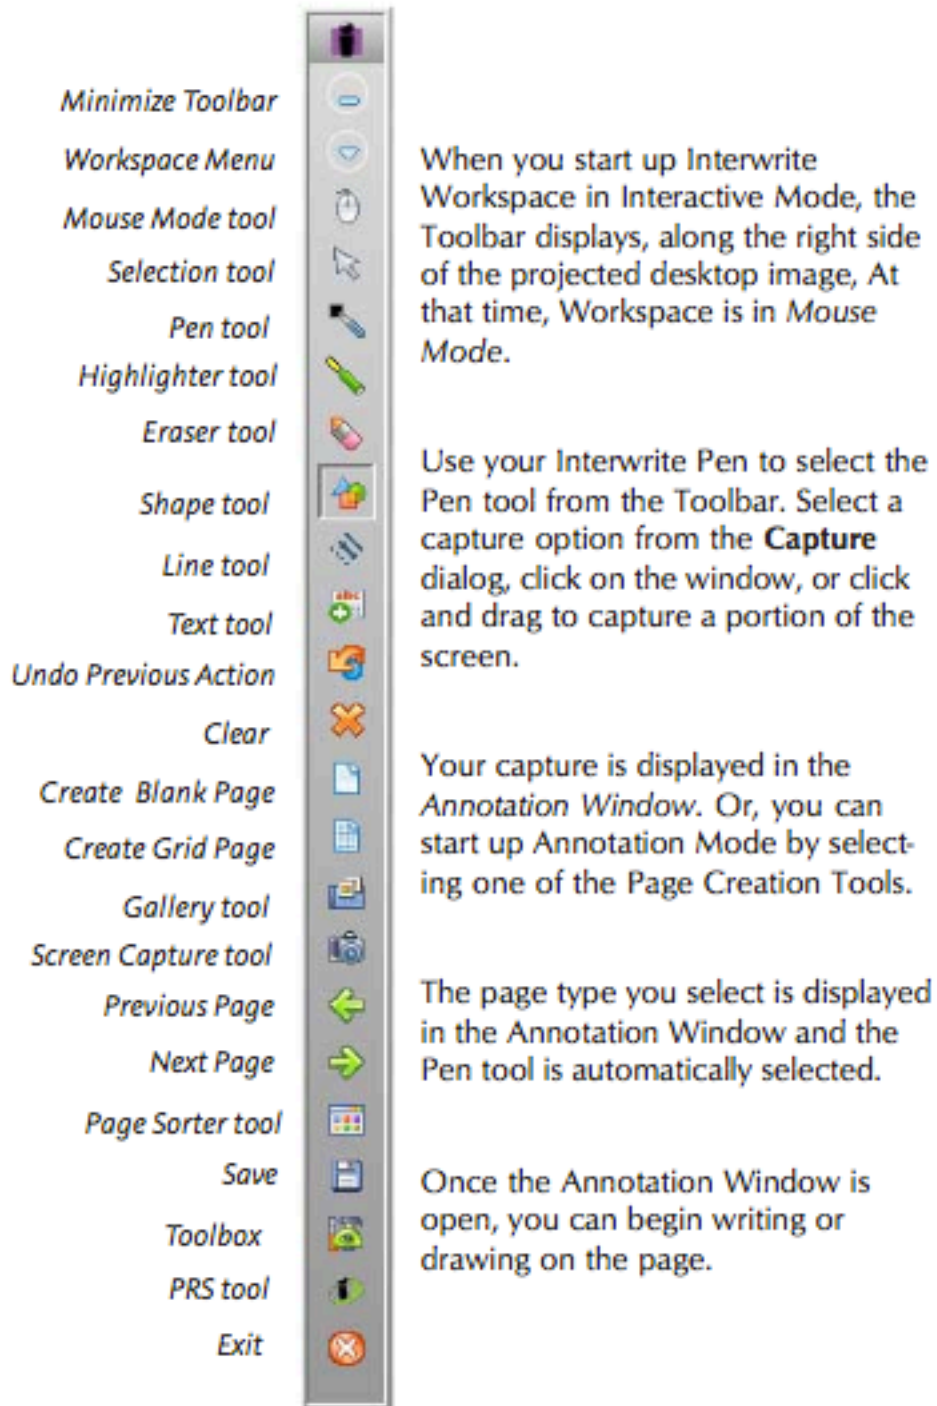 Minimize Toolbar
Workspace Menu
Mouse Mode tool
Selection tool
Pen tool
Highlighter tool
Eraser tool
Shape tool
Line tool
Text tool
Undo Previous Action
Clear
Create Blank Page
Create Grid Page
Gallery tool
Screen Capture tool
Previous Page
Next Page
Page Sorter tool
Save
Toolbox
PRS tool
Exit
abc
When you start up Interwrite
Workspace in Interactive Mode, the
Toolbar displays, along the right side
of the projected desktop image, At
that time, Workspace is in Mouse
Mode.
Use your Interwrite Pen to select the
Pen tool from the Toolbar. Select a
capture option from the Capture
dialog, click on the window, or click
and drag to capture a portion of the
screen.
Your capture is displayed in the
Annotation Window. Or, you can
start up Annotation Mode by select-
ing one of the Page Creation Tools.
The page type you select is displayed
in the Annotation Window and the
Pen tool is automatically selected.
Once the Annotation Window is
open, you can begin writing or
drawing on the page.